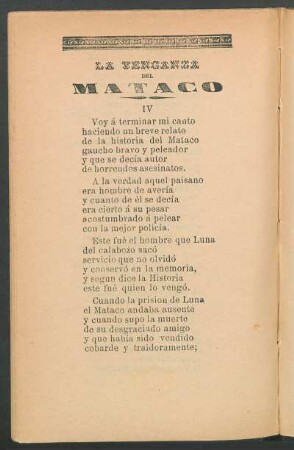 LA VENGANZA
DEL
MATACO
IV
Voy á terminar mi canto
haciendo un breve relato
de la historia del Mataco
gaucho bravo y peleador
y que se decía autor
de horrendos asesinatos.
A la verdad aquel paisano
era hombre de avería
y cuanto de él se decía
era cierto á su pesar
acostumbrado á pelear
con la mejor policía.
Este fué el hombre que Luna
del calabozo sacó
servicio que no olvidó
y conservó en la memoria,
y segun dice la Historia
este fué quien lo vengó.
Cuando la prision de Luna
el Mataco andaba ausente
y cuando supo la muerte
de su desgraciado amigo
y que había sido vendido
cobarde y traidoramente;